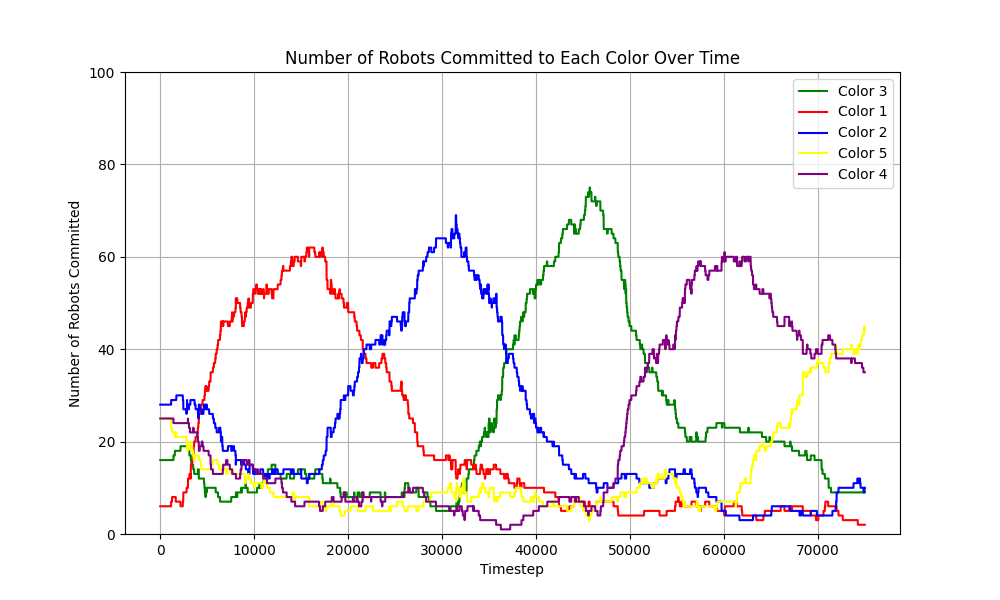 Number of Robots Committed to Each Color Over Time
Number of Robots Committed
100
80
60
40
20
0
Color 3
Color 1
Color 2
Color 5
Color 4
0 10000 20000 30000 40000 50000 60000 70000
Timestep